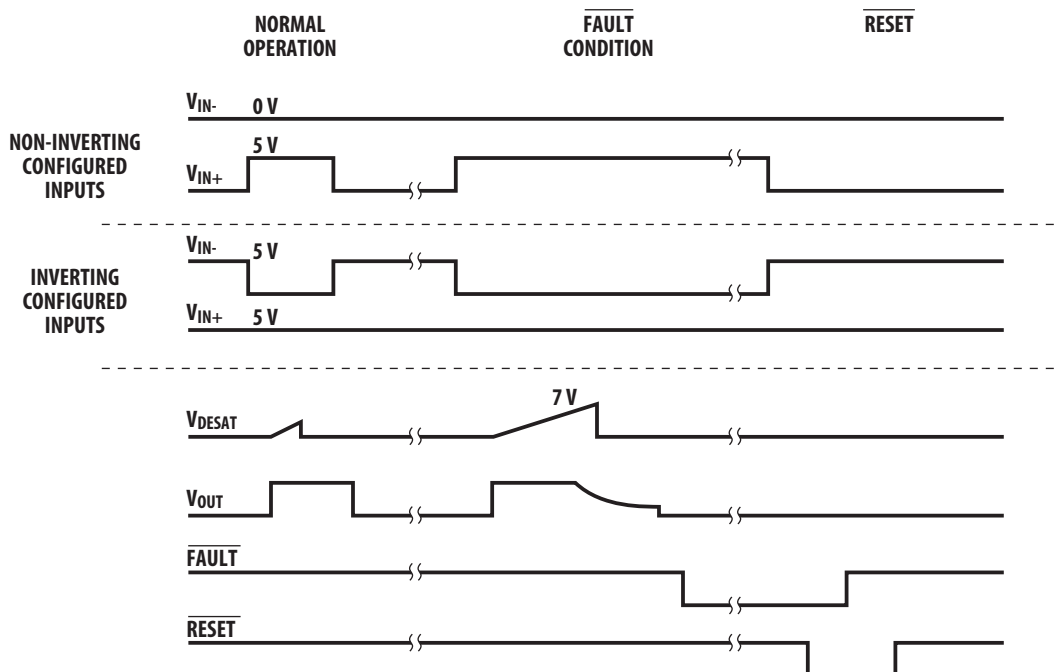 NORMAL
OPERATION
FAULT
CONDITION
RESET
NON-INVERTING
CONFIGURED
INPUTS
VIN- 0 V
5 V
VIN+
INVERTING
CONFIGURED
INPUTS
VIN- 5 V
VIN+ 5 V
7 V
VDESAT
VOUT
FAULT
RESET